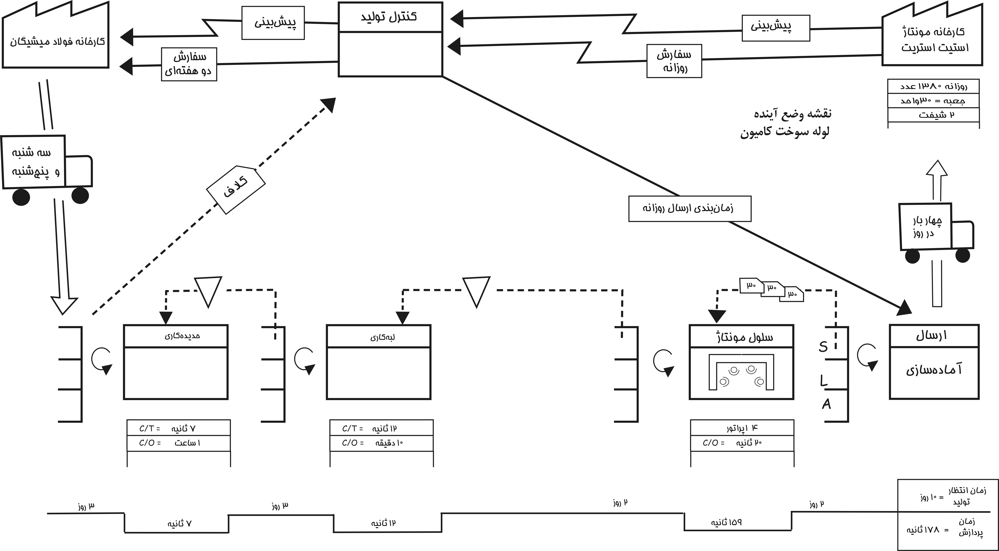 کنترل تولید
پیش‌بینی
پیش‌بینی
کارخانه مونتاژ
استیت استریت
کارخانه فولاد میشیگان
سفارش
دو هفته‌ای
سفارش
روزانه
روزانه ۱۳۸۰ عدد
جعبه = ۳۰واحد
۲ شیفت
نقشه وضع آینده
لوله سوخت کامیون
سه شنبه
و پنج‌شنبه
کلاف
زمان‌بندی ارسال روزانه
چهار بار
در روز
۳۰
۳۰
۳۰
حدیده‌کاری
لبه‌کاری
سلول مونتاژ
ارسال
آماده‌سازی
S
L
A
C/T = ۷ ثانیه
C/O = ۱ ساعت
C/T = ۱۲ ثانیه
C/O = ۱۰ دقیقه
۴ اپراتور
C/O = ۲۰ ثانیه
۳ روز
۳ روز
۲ روز
۲ روز
۷ ثانیه
۱۲ ثانیه
۱۵۹ ثانیه
زمان انتظار
تولید = ۱۰ روز
زمان
پردازش = ۱۷۸ ثانیه